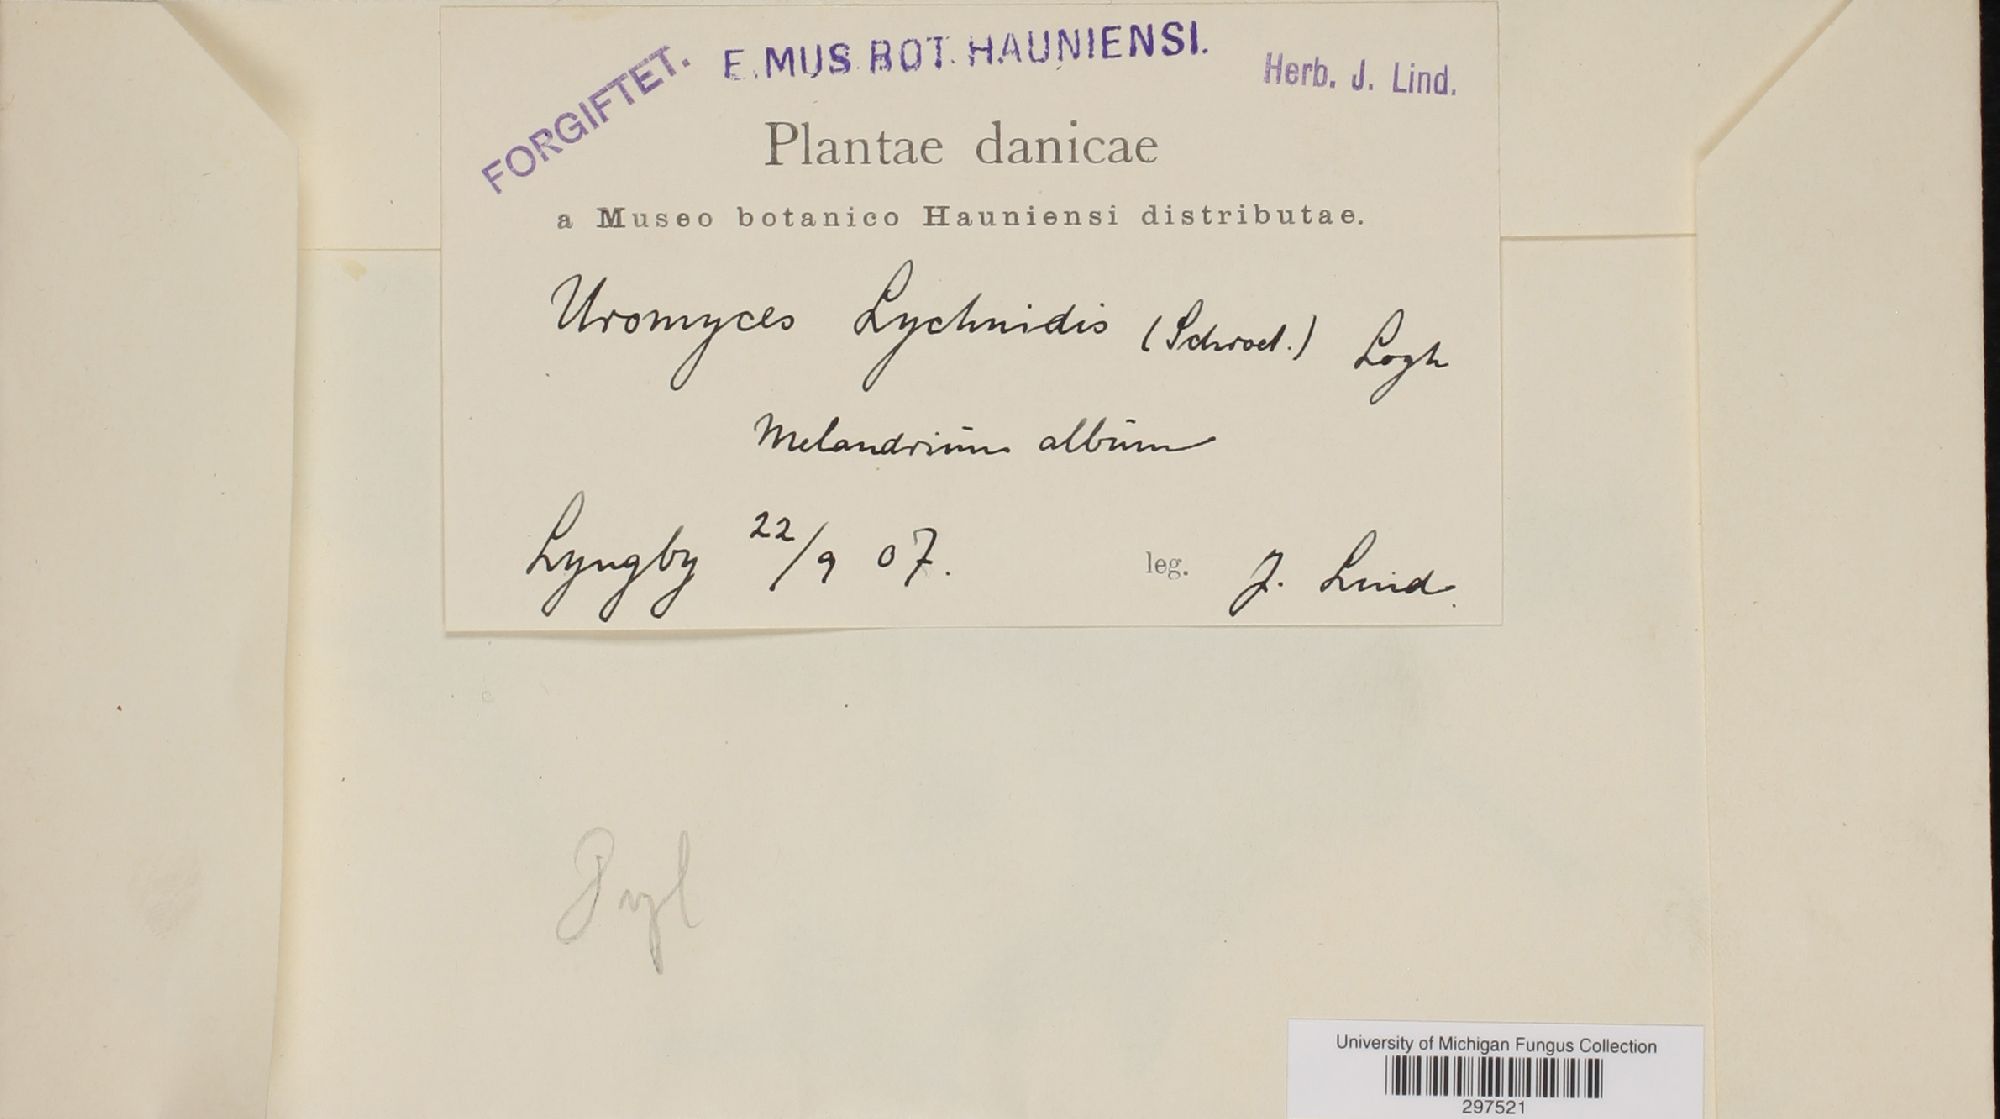 FORGIFTET.
E. MUS. BOT. HAUNIENSI.
Herb. J. Lind.
Plantae danicae
a Museo botanico Hauniensi distributae.
Uromyces Lychnidis (Schroet.) Logh
Melandrium album
Lyngby 22/9 07. leg. J. Lind.
University of Michigan Fungus Collection
297521